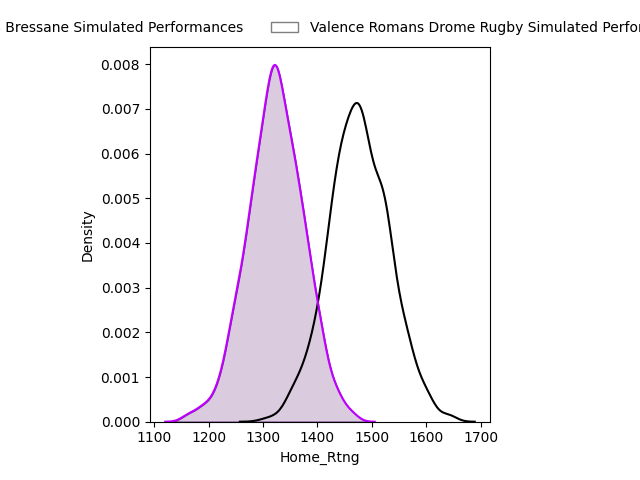 Bressane Simulated Performances Valence Romans Drome Rugby Simulated Perfor
0.008
0.007
0.006
0.005
0.004
0.003
0.002
0.001
0.000
Density
1100 1200 1300 1400 1500 1600 1700
Home_Rtng